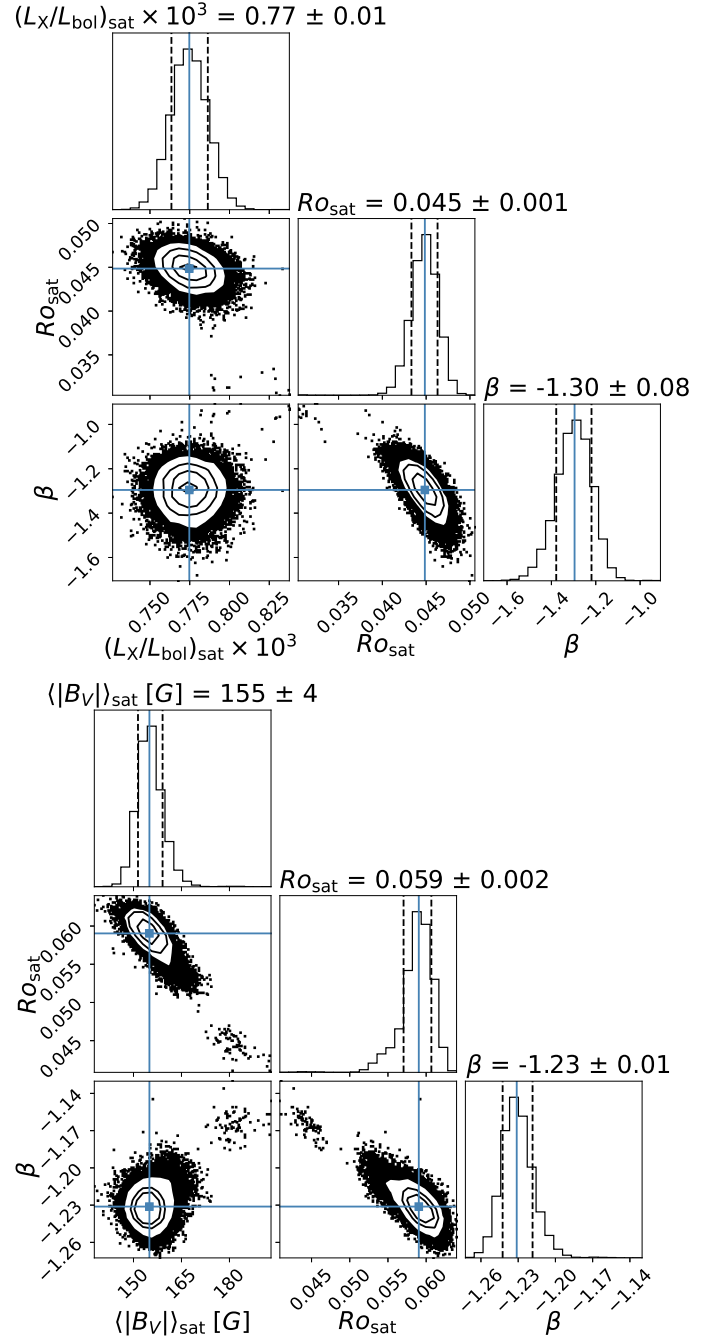 (L_X/L_bol)_sat × 10³ = 0.77 ± 0.01
Ro_sat = 0.045 ± 0.001
0.050
0.045
0.040
0.035
Ro_sat
β = -1.30 ± 0.08
−1.0
−1.2
−1.4
−1.6
β
0.750 0.775 0.800 0.825
0.035 0.040 0.045 0.050
−1.6 −1.4 −1.2 −1.0
(L_X/L_bol)_sat × 10³
Ro_sat
β
⟨|B_V|⟩_sat [G] = 155 ± 4
Ro_sat = 0.059 ± 0.002
0.060
0.055
0.050
0.045
Ro_sat
β = -1.23 ± 0.01
−1.14
−1.17
−1.20
−1.23
−1.26
β
150 165 180
0.045 0.050 0.055 0.060
−1.26 −1.23 −1.20 −1.17 −1.14
⟨|B_V|⟩_sat [G]
Ro_sat
β